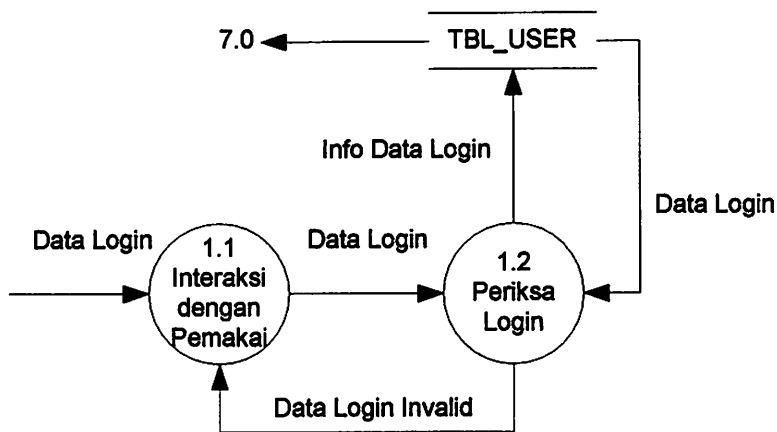 7.0
TBL_USER
Info Data Login
Data Login
Data Login
Data Login
1.1
Interaksi
dengan
Pemakai
1.2
Periksa
Login
Data Login Invalid